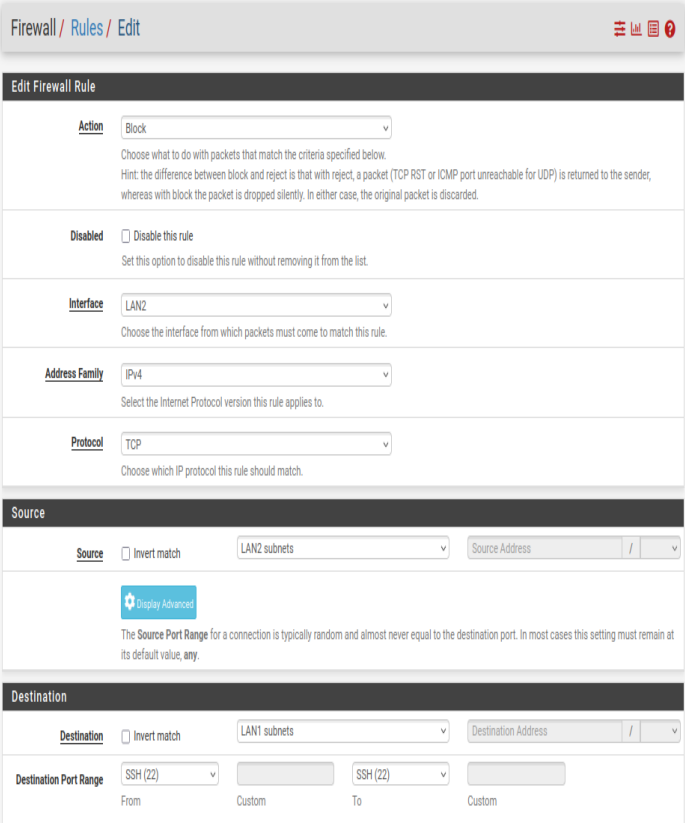 Firewall / Rules / Edit
Edit Firewall Rule
Action
Block
Choose what to do with packets that match the criteria specified below.
Hint: the difference between block and reject is that with reject, a packet (TCP RST or ICMP port unreachable for UDP) is returned to the sender,
whereas with block the packet is dropped silently. In either case, the original packet is discarded.
Disabled
Disable this rule
Set this option to disable this rule without removing it from the list.
Interface
LAN2
Choose the interface from which packets must come to match this rule.
Address Family
IPv4
Select the Internet Protocol version this rule applies to.
Protocol
TCP
Choose which IP protocol this rule should match.
Source
Source Invert match LAN2 subnets Source Address /
Display Advanced
The Source Port Range for a connection is typically random and almost never equal to the destination port. In most cases this setting must remain at
its default value, any.
Destination
Destination Invert match LAN1 subnets Destination Address /
Destination Port Range SSH (22) SSH (22)
From Custom To Custom